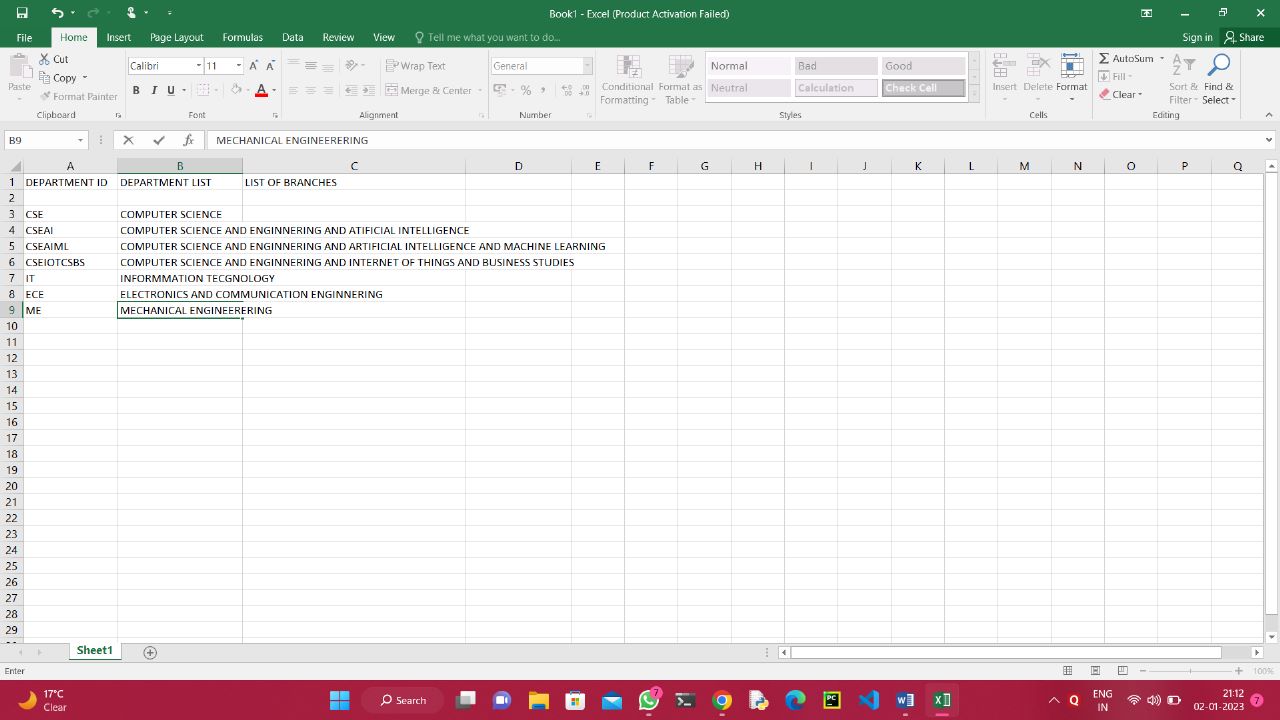 Book1 - Excel (Product Activation Failed)
File Home Insert Page Layout Formulas Data Review View Tell me what you want to do... Sign in Share
Paste Cut Copy Format Painter Clipboard
Calibri 11 A A B I U A Font
Wrap Text Merge & Center Alignment
General % , Number
Conditional Formatting Format as Table Normal Bad Good Neutral Calculation Check Cell Styles
Insert Delete Format Cells
AutoSum Fill Clear Sort & Filter Find & Select Editing
B9 fx MECHANICAL ENGINEERERING
A B C D E F G H I J K L M N O P Q
1 DEPARTMENT ID DEPARTMENT LIST LIST OF BRANCHES
2
3 CSE COMPUTER SCIENCE
4 CSEAI COMPUTER SCIENCE AND ENGINNERING AND ATIFICIAL INTELLIGENCE
5 CSEAIML COMPUTER SCIENCE AND ENGINNERING AND ARTIFICIAL INTELLIGENCE AND MACHINE LEARNING
6 CSEIOTCSBS COMPUTER SCIENCE AND ENGINNERING AND INTERNET OF THINGS AND BUSINESS STUDIES
7 IT INFORMMATION TECGNOLOGY
8 ECE ELECTRONICS AND COMMUNICATION ENGINNERING
9 ME MECHANICAL ENGINEERERING
10
11
12
13
14
15
16
17
18
19
20
21
22
23
24
25
26
27
28
29
Sheet1
Enter 100%
17°C Search 7 PC ENG 21:12
Clear IN 02-01-2023 7